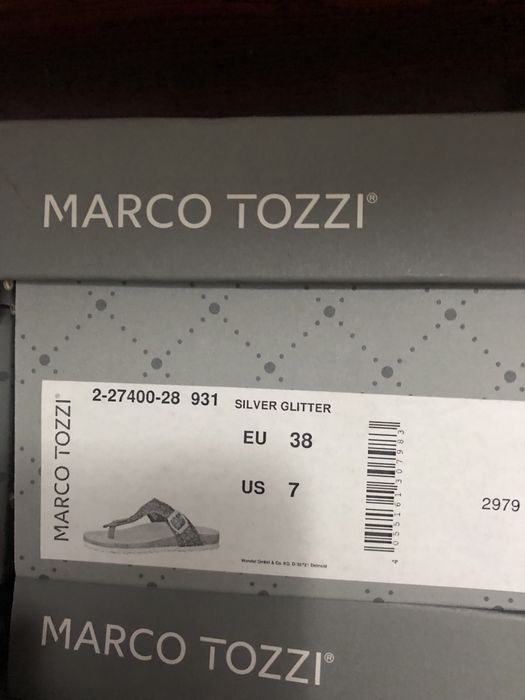 MARCO TOZZI®
MARCO TOZZI®
2-27400-28 931 SILVER GLITTER
EU 38
US 7
2979
MARCO TOZZI®